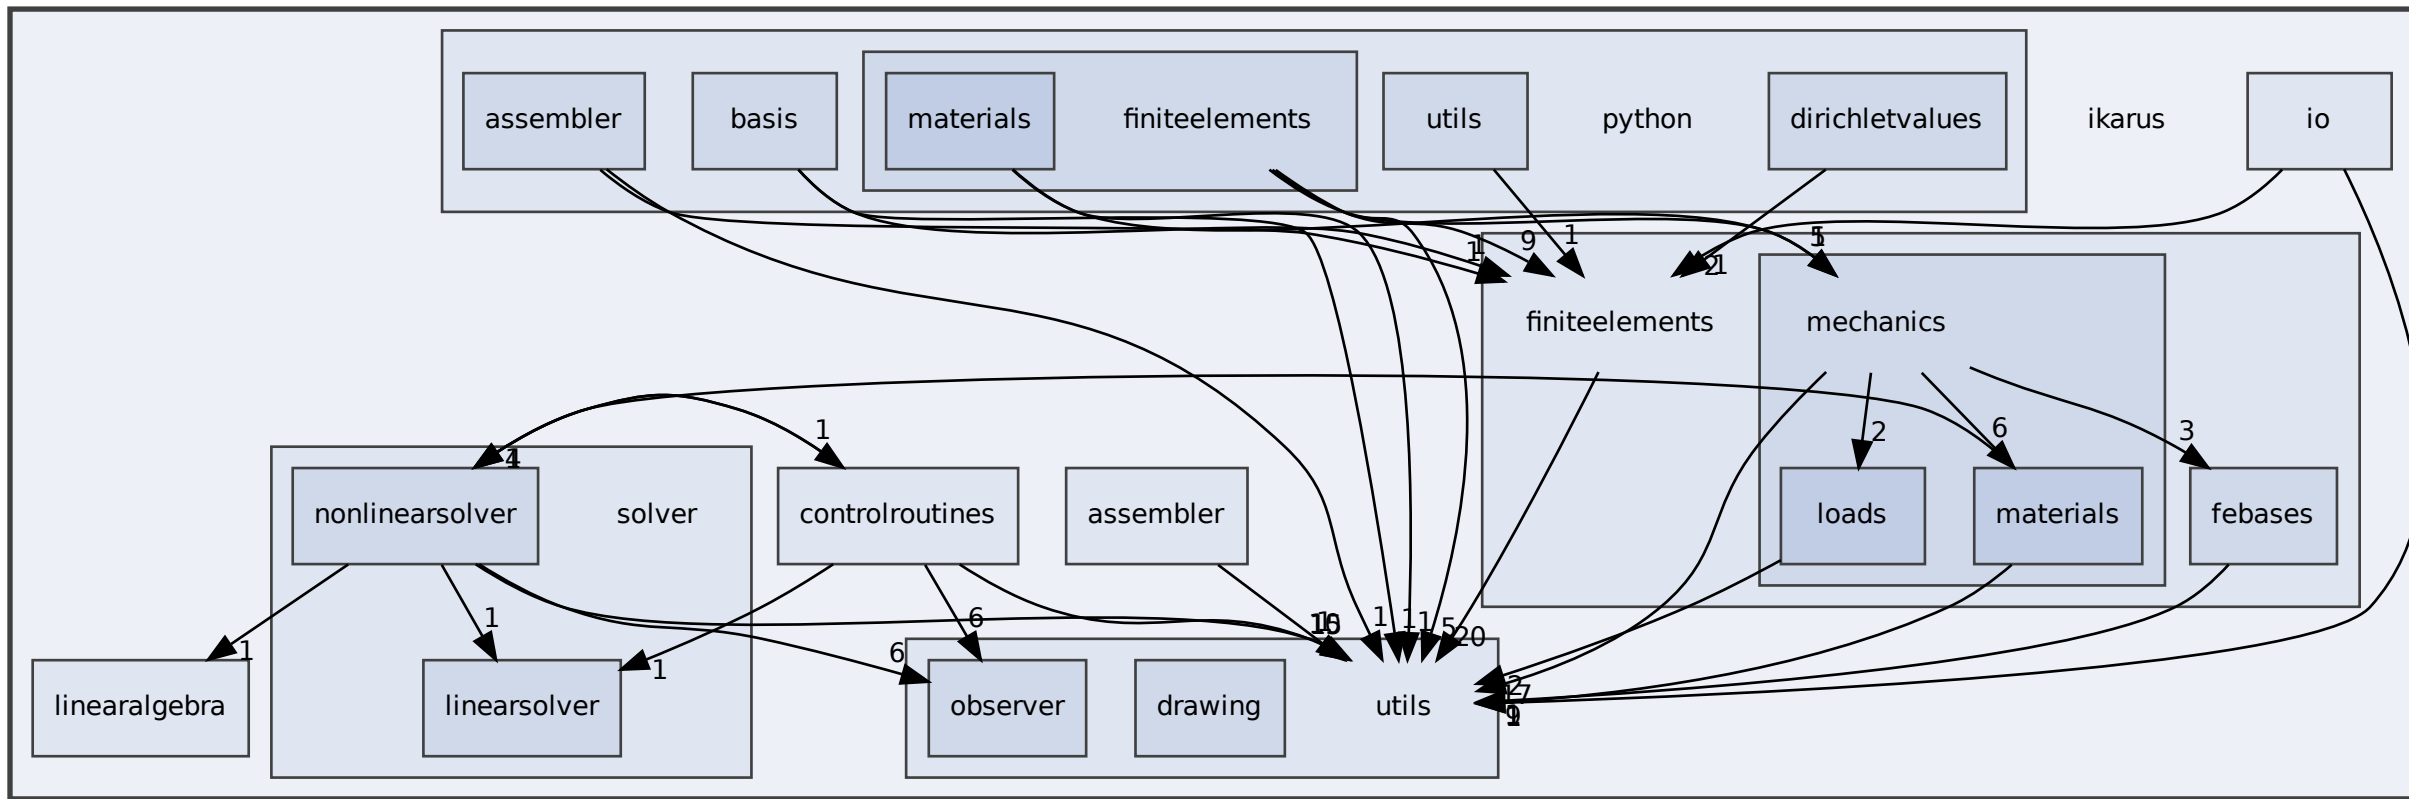 assembler
basis
materials
finiteelements
utils
python
dirichletvalues
ikarus
io
1
1
9
1
2
1
finiteelements
mechanics
1
6
2
3
nonlinearsolver
solver
controlroutines
assembler
loads
materials
febases
1
1
6
1
1
1
5
20
6
1
2
linearalgebra
linearsolver
observer
drawing
utils